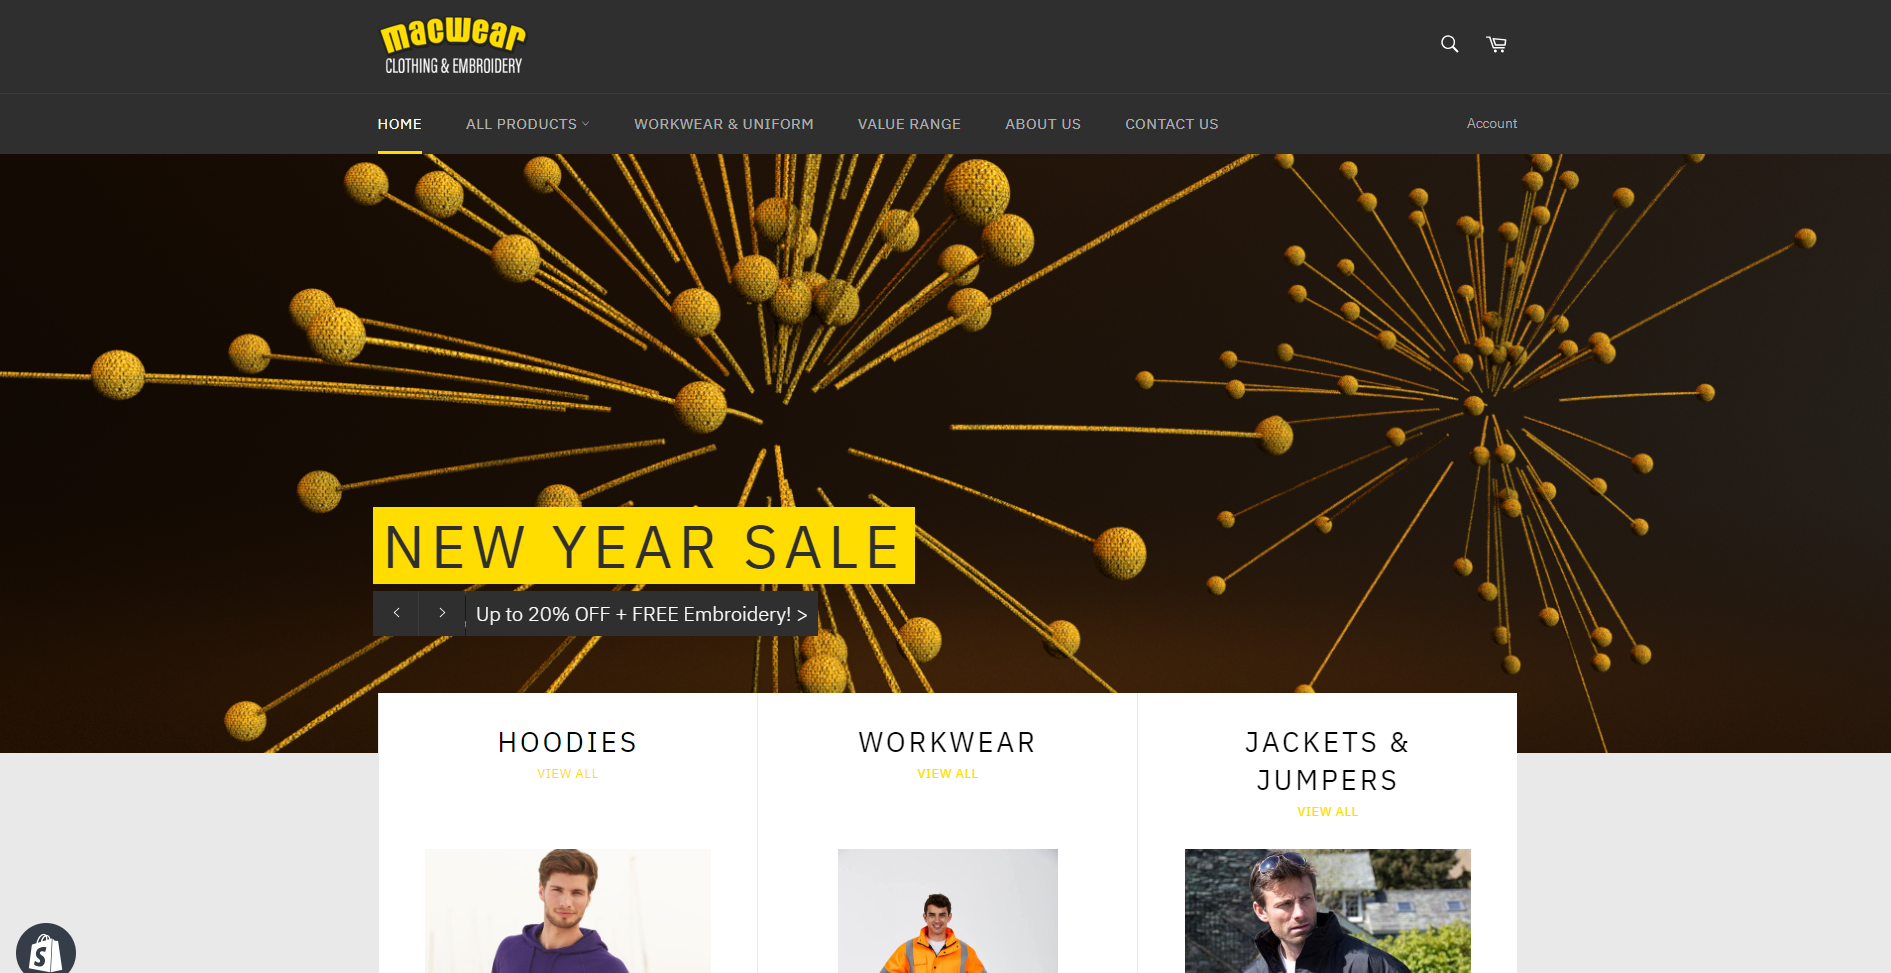 macwear
CLOTHING & EMBROIDERY
HOME
ALL PRODUCTS
WORKWEAR & UNIFORM
VALUE RANGE
ABOUT US
CONTACT US
Account
NEW YEAR SALE
Up to 20% OFF + FREE Embroidery! >
HOODIES
VIEW ALL
WORKWEAR
VIEW ALL
JACKETS &
JUMPERS
VIEW ALL
S